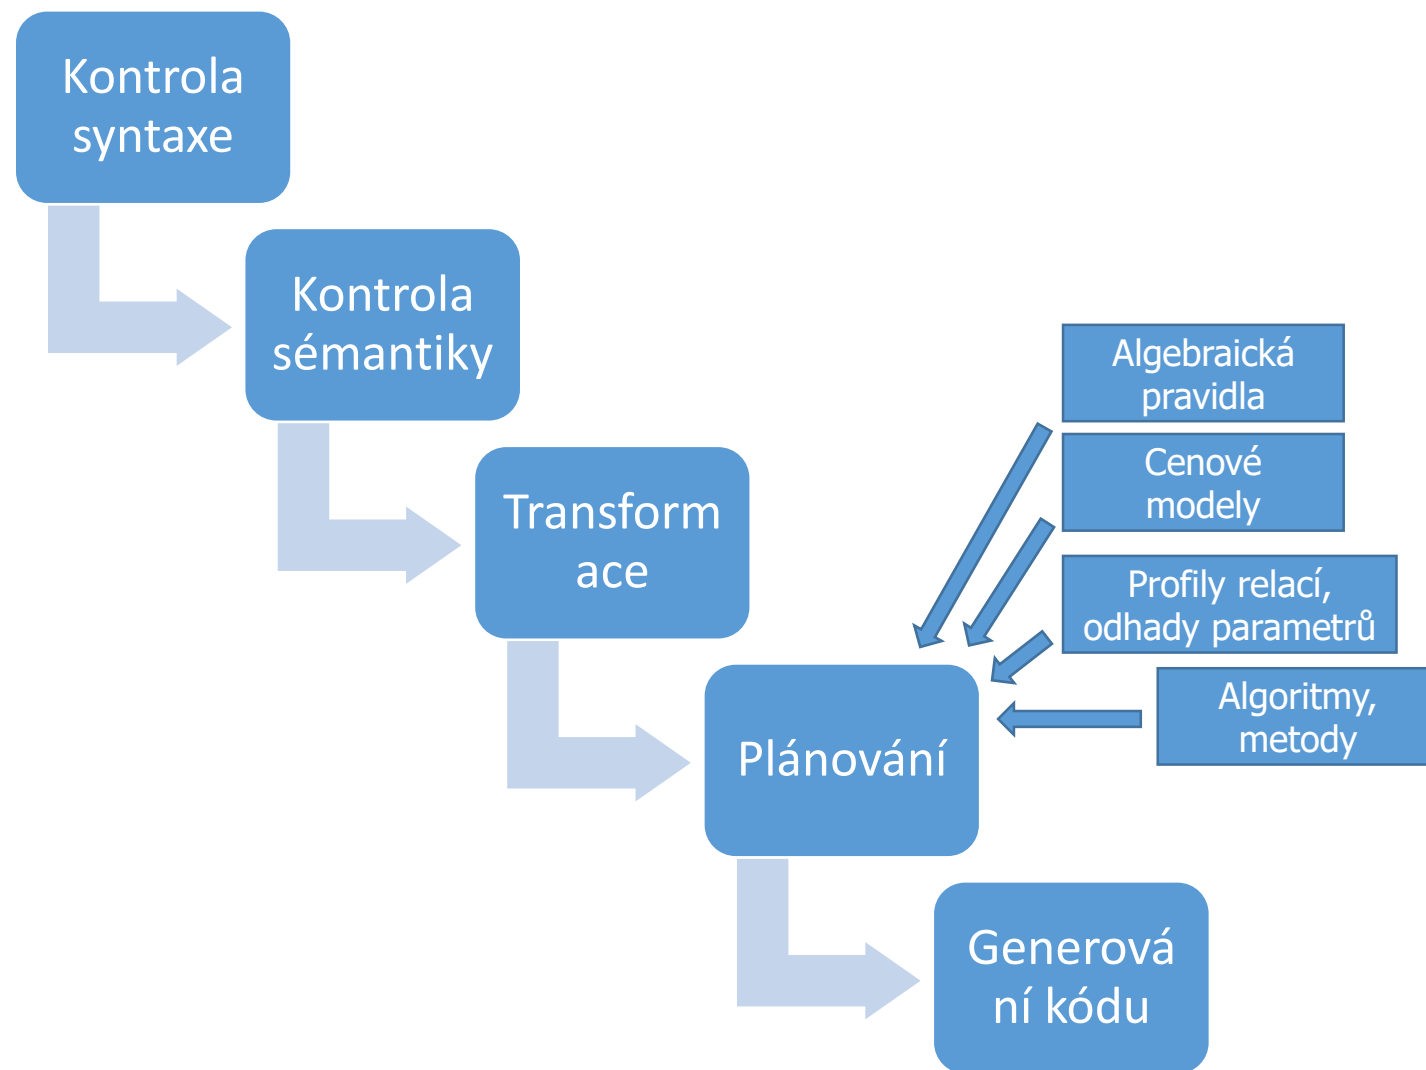 Kontrola
syntaxe
Kontrola
sémantiky
Transform
ace
Plánování
Generová
ní kódu
Algebraická
pravidla
Cenové
modely
Profily relací,
odhady parametrů
Algoritmy,
metody